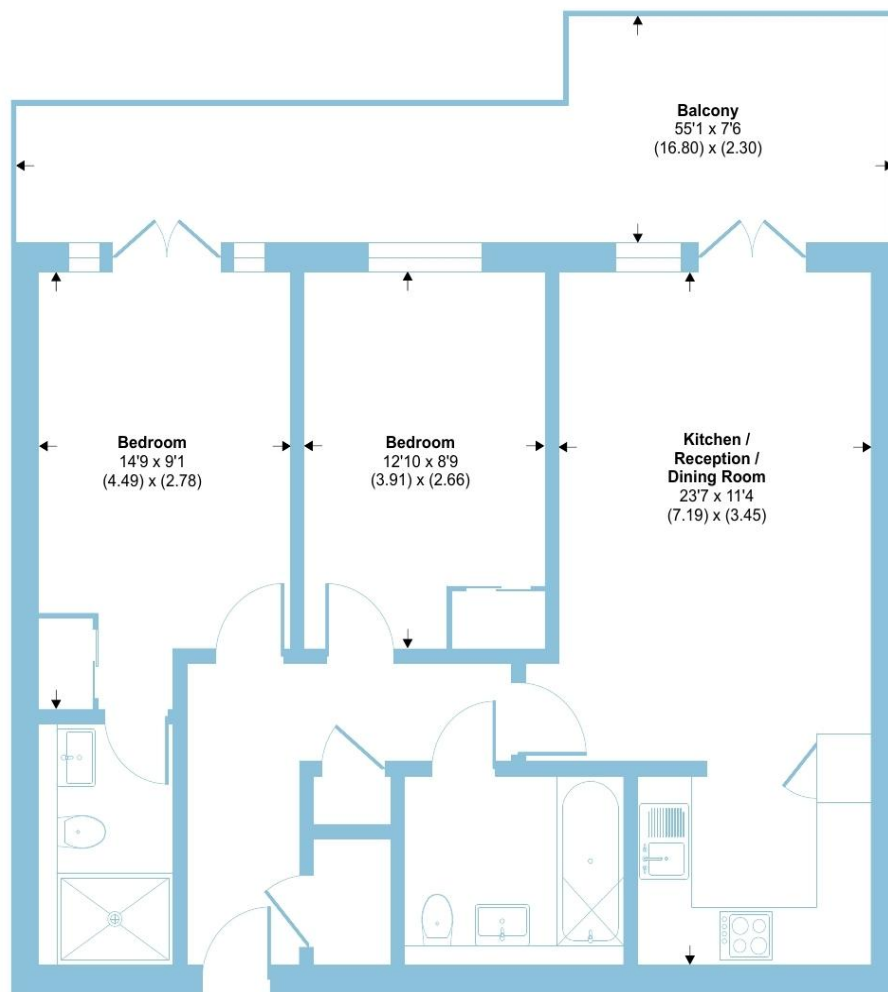 Balcony
55'1 x 7'6
(16.80) x (2.30)
Bedroom
14'9 x 9'1
(4.49) x (2.78)
Bedroom
12'10 x 8'9
(3.91) x (2.66)
Kitchen /
Reception /
Dining Room
23'7 x 11'4
(7.19) x (3.45)